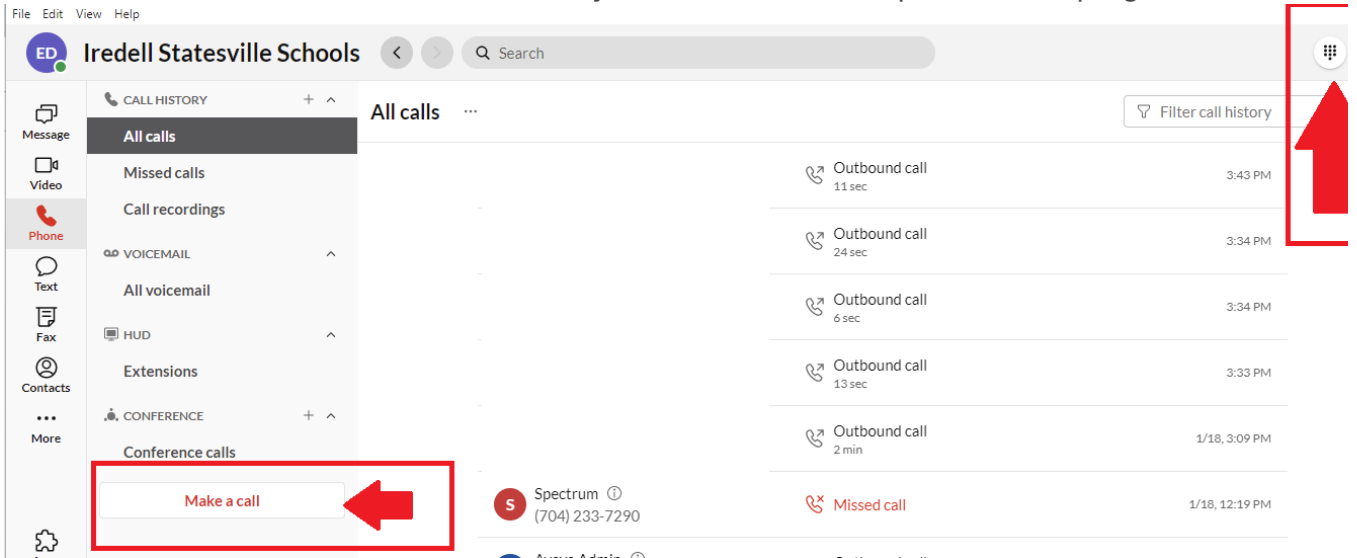 File Edit View Help
ED
Iredell Statesville Schools
Search
Message
Video
Phone
Text
Fax
Contacts
More
CALL HISTORY
All calls
Missed calls
Call recordings
VOICEMAIL
All voicemail
HUD
Extensions
CONFERENCE
Conference calls
Make a call
All calls ...
Filter call history
Outbound call
11 sec
3:43 PM
Outbound call
24 sec
3:34 PM
Outbound call
6 sec
3:34 PM
Outbound call
13 sec
3:33 PM
Outbound call
2 min
1/18, 3:09 PM
S
Spectrum
(704) 233-7290
Missed call
1/18, 12:19 PM